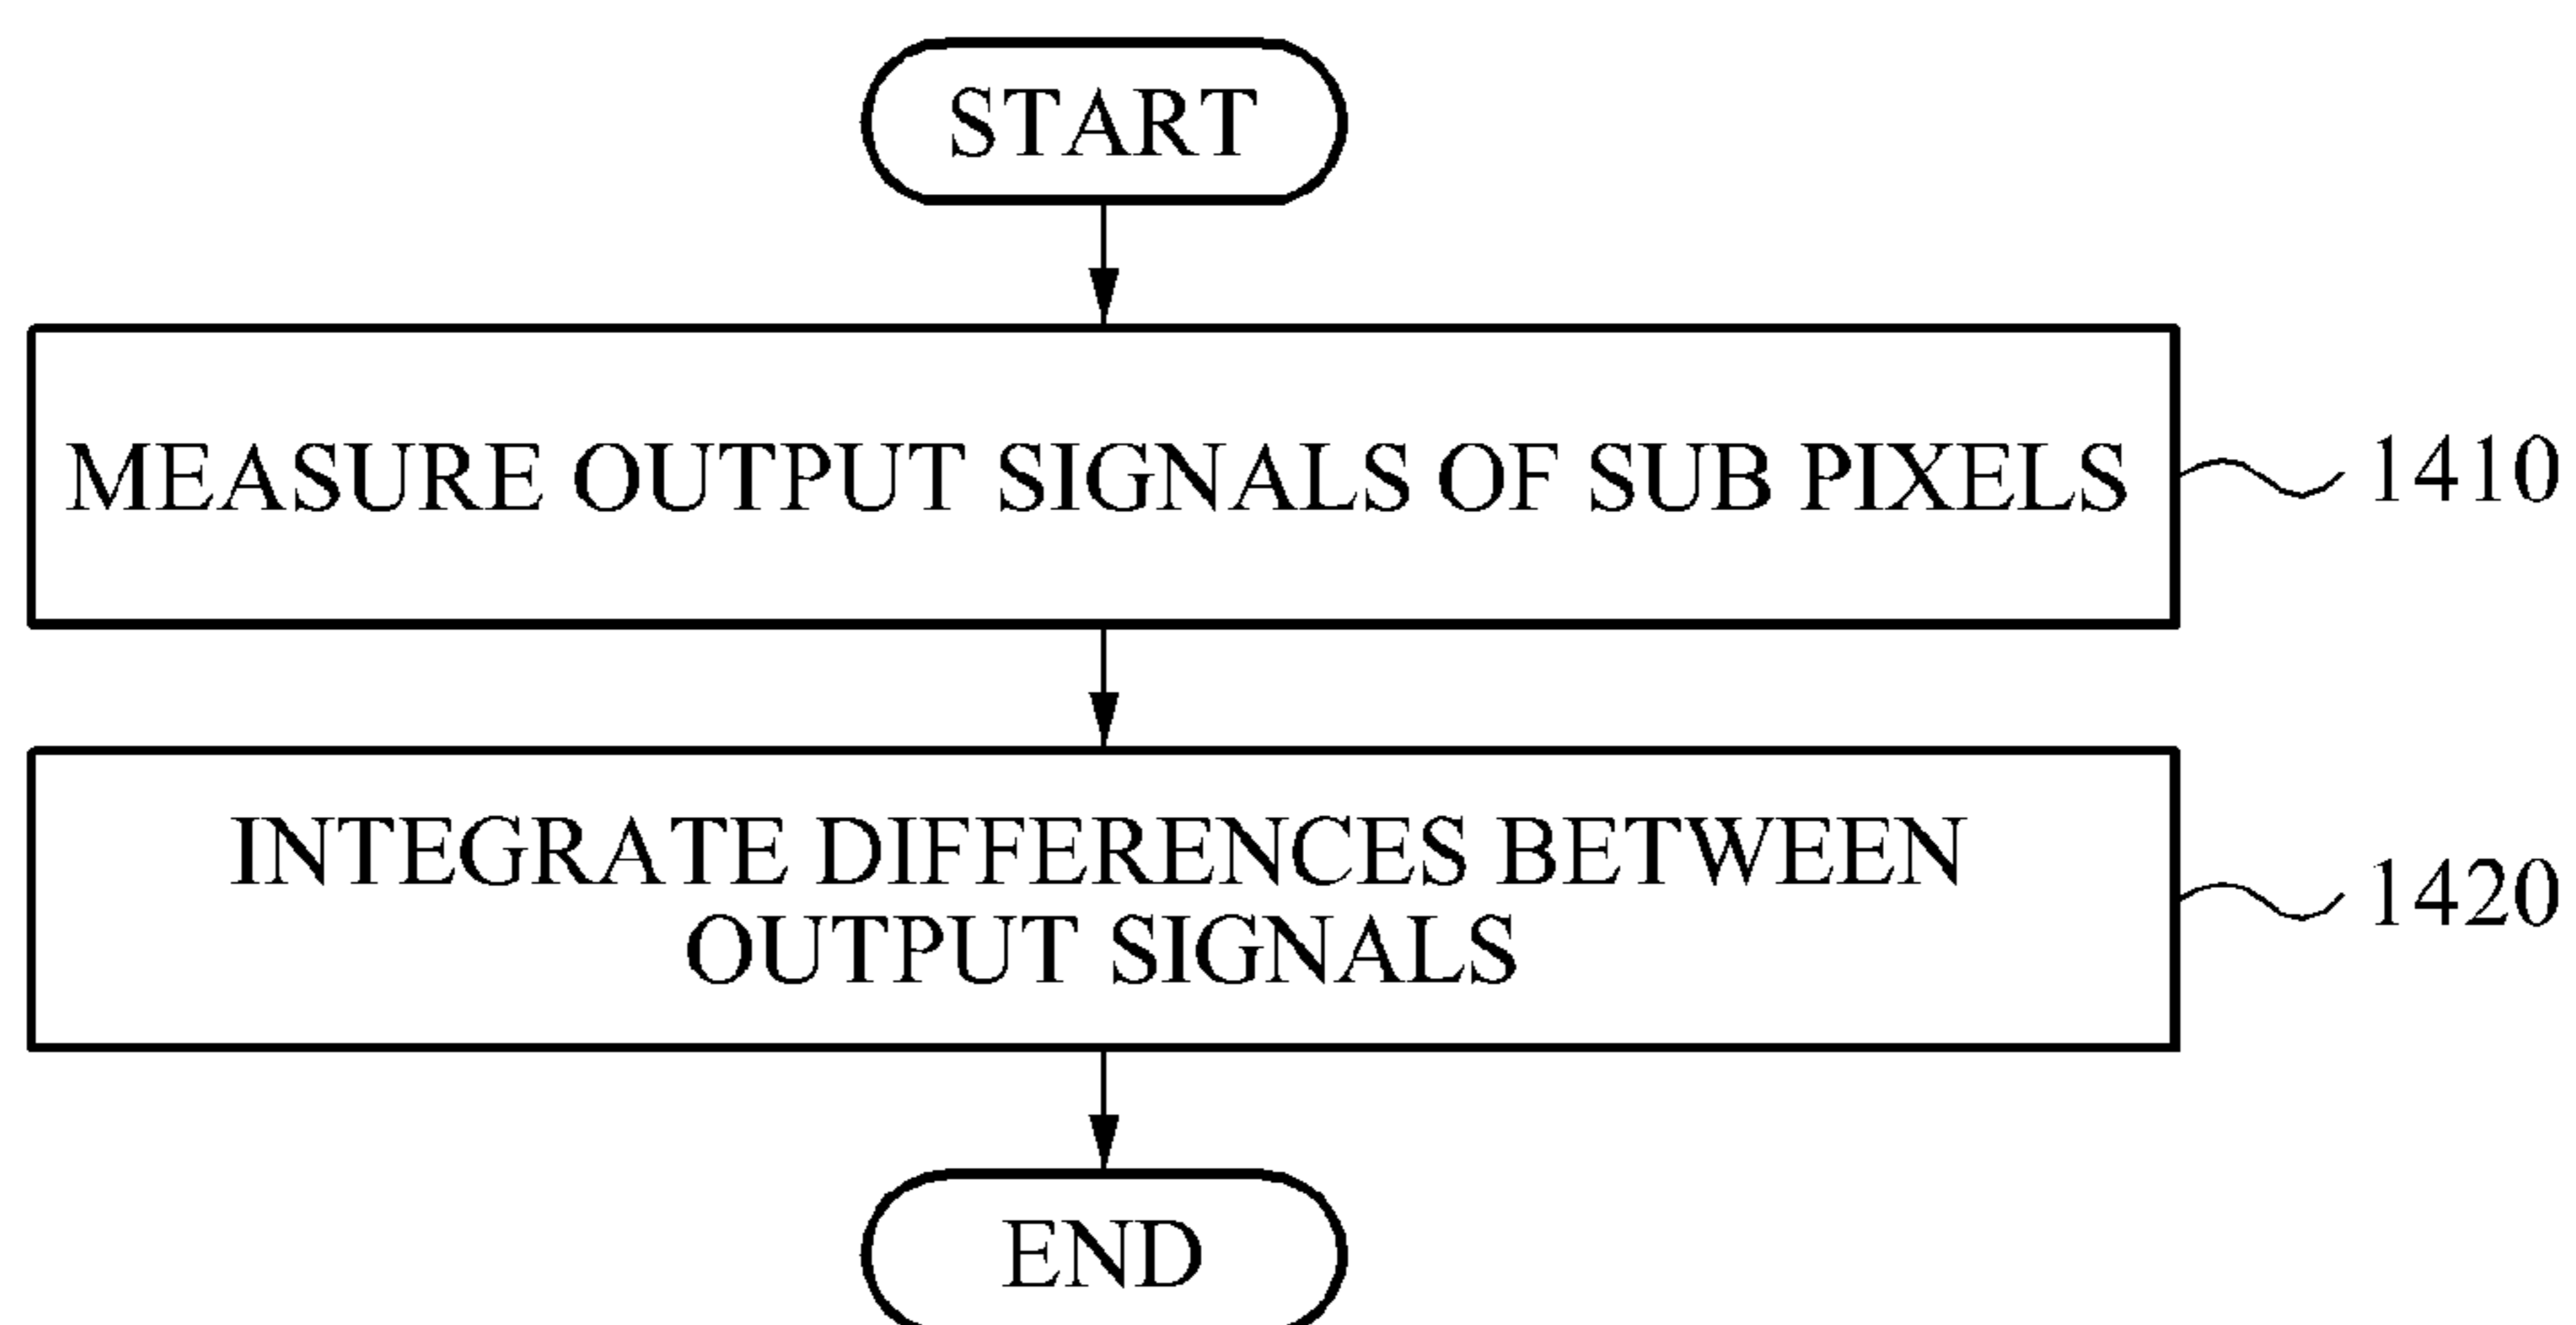 START
MEASURE OUTPUT SIGNALS OF SUB PIXELS
1410
INTEGRATE DIFFERENCES BETWEEN
OUTPUT SIGNALS
1420
END